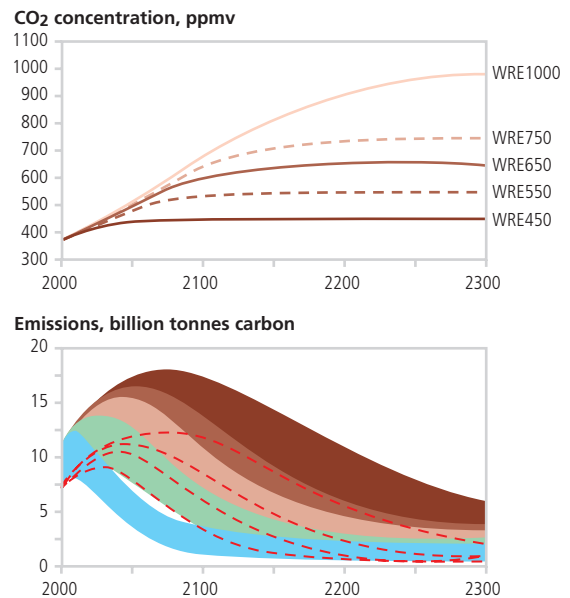 CO2 concentration, ppmv
1100
1000
900
800
700
600
500
400
300
WRE1000
WRE750
WRE650
WRE550
WRE450
2000 2100 2200 2300
Emissions, billion tonnes carbon
20
15
10
5
0
2000 2100 2200 2300